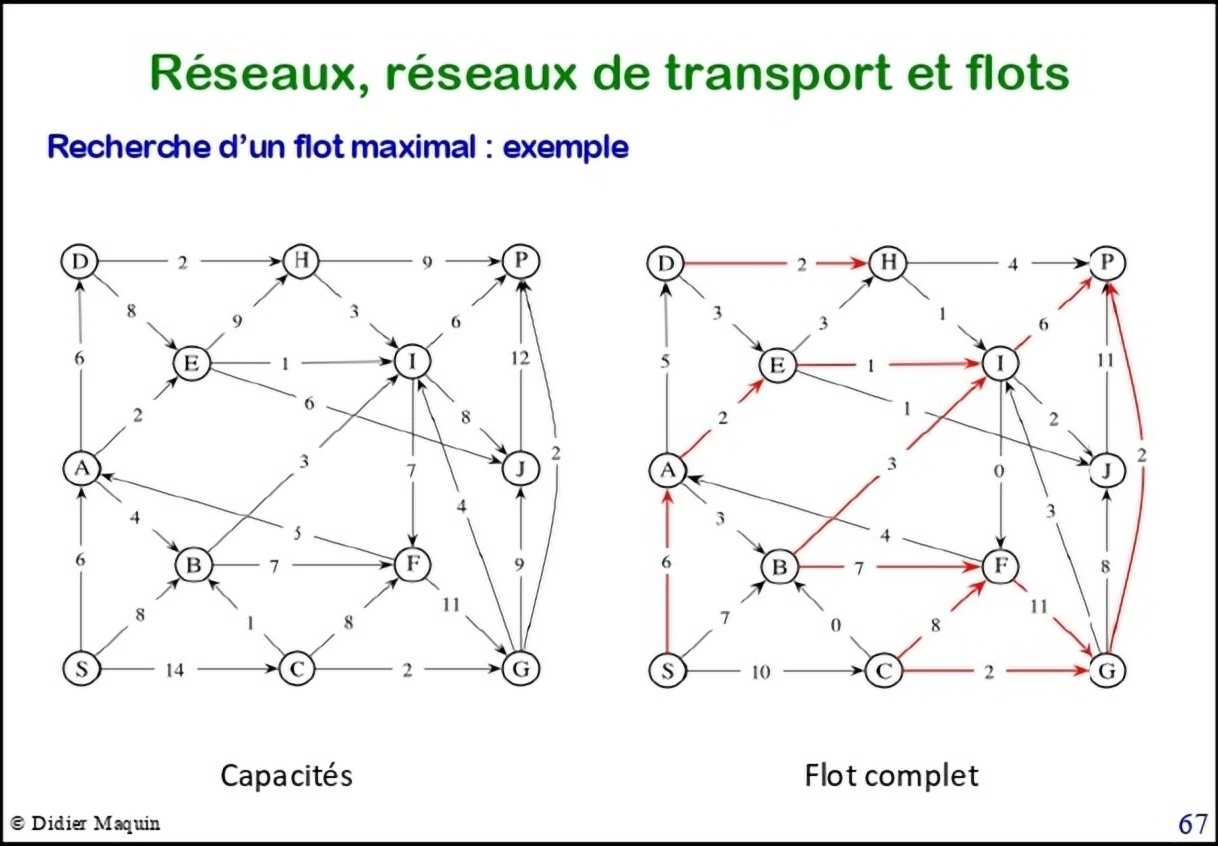 Réseaux, réseaux de transport et flots
Recherche d'un flot maximal : exemple
D 2 H 9 P
8 9 3 6
6 E 1 I 12
2 6 8
A 3 7 J 2
4 5 4
6 B 7 F 9
8 1 8 11
S 14 C 2 G
D 2 H 4 P
3 3 1 6
5 E 1 I 11
2 1 2
A 3 0 J 2
3 4 3
6 B 7 F 8
7 0 8 11
S 10 C 2 G
Capacités
Flot complet
© Didier Maquin
67